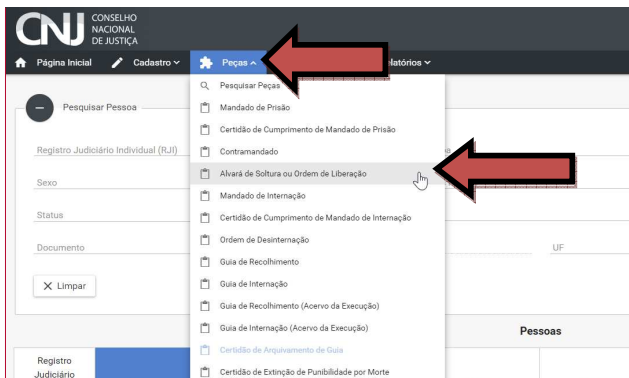 CNJ CONSELHO
NACIONAL
DE JUSTIÇA
Página Inicial Cadastro Peças latórios
Pesquisar Pessoa
Registro Judiciário Individual (RJI)
Sexo
Status
Documento
UF
Limpar
Pesquisar Peças
Mandado de Prisão
Certidão de Cumprimento de Mandado de Prisão
Contramandado
Alvará de Soltura ou Ordem de Liberação
Mandado de Internação
Certidão de Cumprimento de Mandado de Internação
Ordem de Desinternação
Guia de Recolhimento
Guia de Internação
Guia de Recolhimento (Acervo da Execução)
Guia de Internação (Acervo da Execução)
Certidão de Arquivamento de Guia
Certidão de Extinção de Punibilidade por Morte
Pessoas
Registro
Judiciário